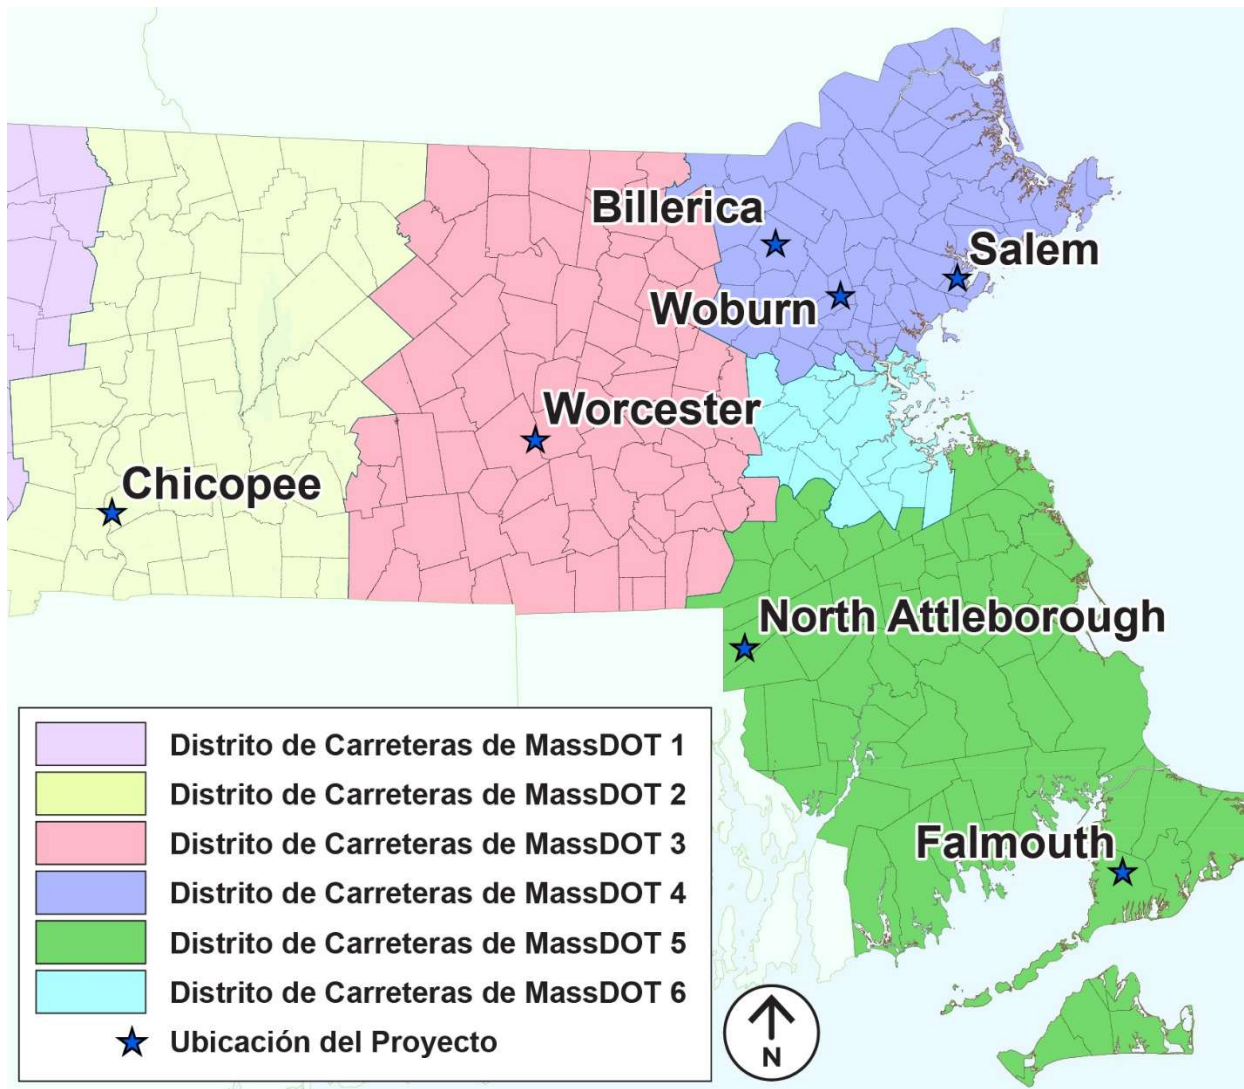 Billerica
Salem
Woburn
Worcester
Chicopee
North Attleborough
Falmouth
Distrito de Carreteras de MassDOT 1
Distrito de Carreteras de MassDOT 2
Distrito de Carreteras de MassDOT 3
Distrito de Carreteras de MassDOT 4
Distrito de Carreteras de MassDOT 5
Distrito de Carreteras de MassDOT 6
Ubicación del Proyecto
N